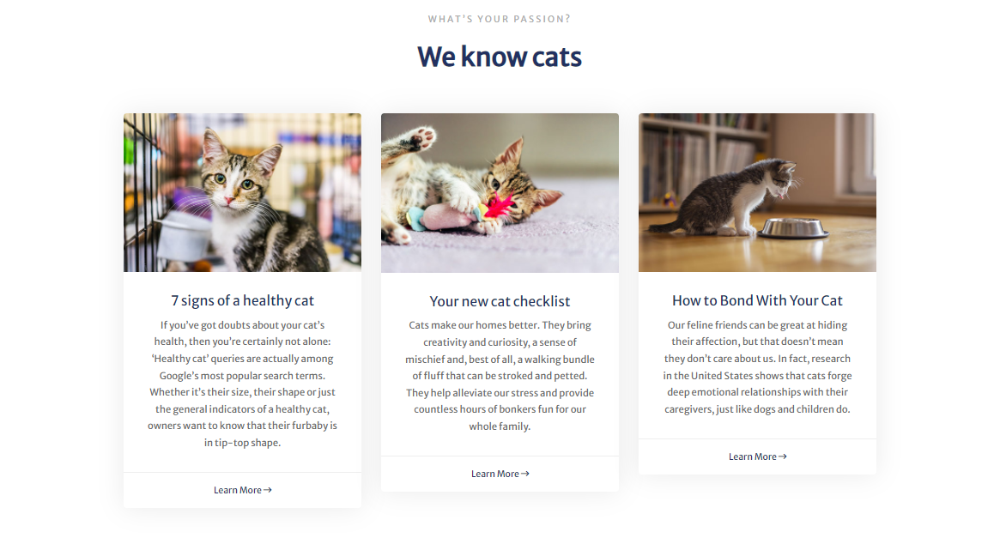 WHAT'S YOUR PASSION?
We know cats
7 signs of a healthy cat
If you've got doubts about your cat's
health, then you're certainly not alone:
'Healthy cat' queries are actually among
Google's most popular search terms.
Whether it's their size, their shape or just
the general indicators of a healthy cat,
owners want to know that their furbaby is
in tip-top shape.
Learn More→
Your new cat checklist
Cats make our homes better. They bring
creativity and curiosity, a sense of
mischief and, best of all, a walking bundle
of fluff that can be stroked and petted.
They help alleviate our stress and provide
countless hours of bonkers fun for our
whole family.
Learn More→
How to Bond With Your Cat
Our feline friends can be great at hiding
their affection, but that doesn't mean
they don't care about us. In fact, research
in the United States shows that cats forge
deep emotional relationships with their
caregivers, just like dogs and children do.
Learn More→